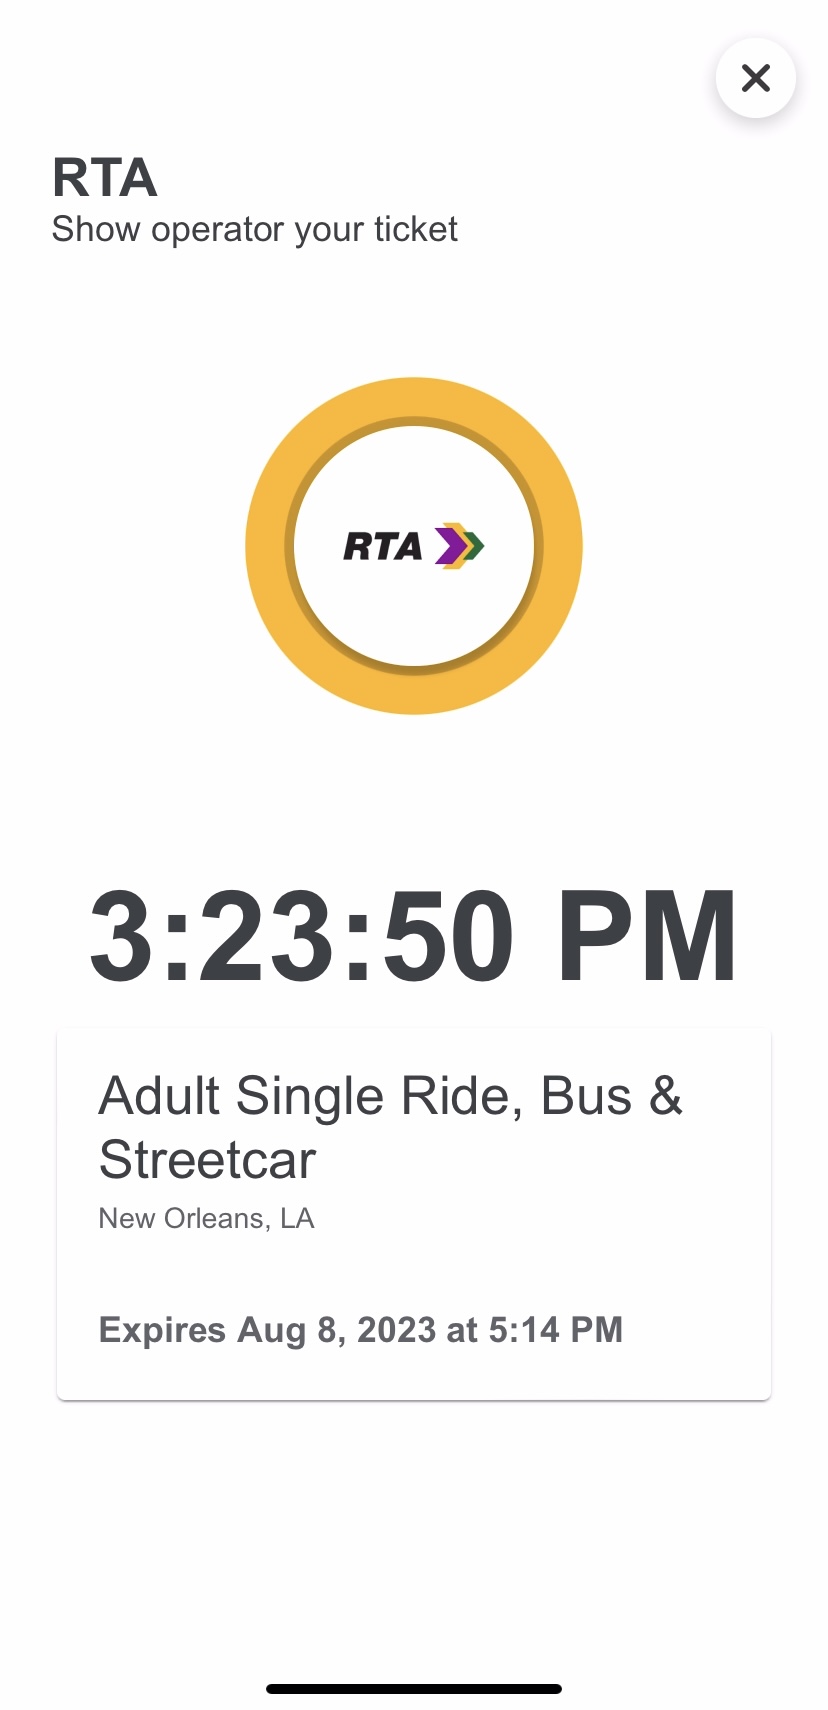 RTA
Show operator your ticket
RTA
3:23:50 PM
Adult Single Ride, Bus &
Streetcar
New Orleans, LA
Expires Aug 8, 2023 at 5:14 PM